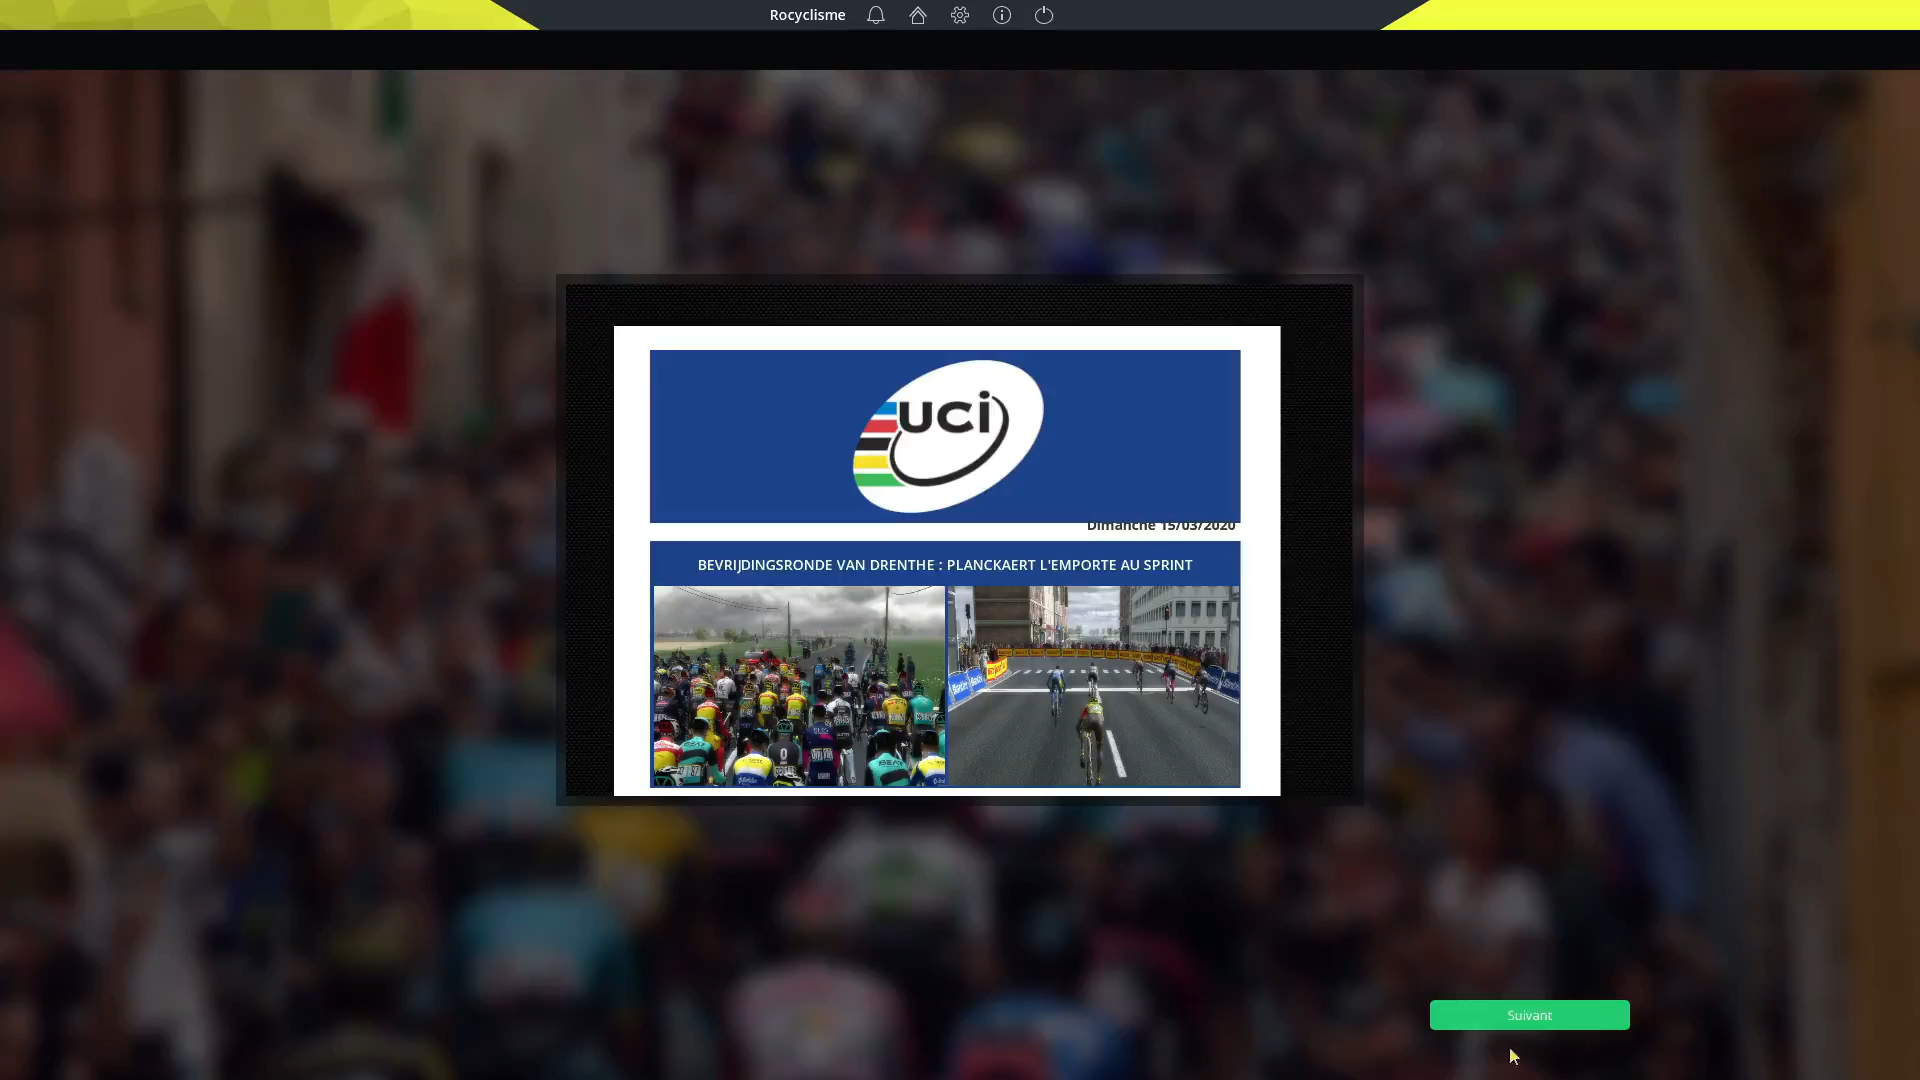 Rocyclisme
uci
Dimanche 15/03/2020
BEVRIJDINGSRONDE VAN DRENTHE : PLANCKAERT L'EMPORTE AU SPRINT
Suivant